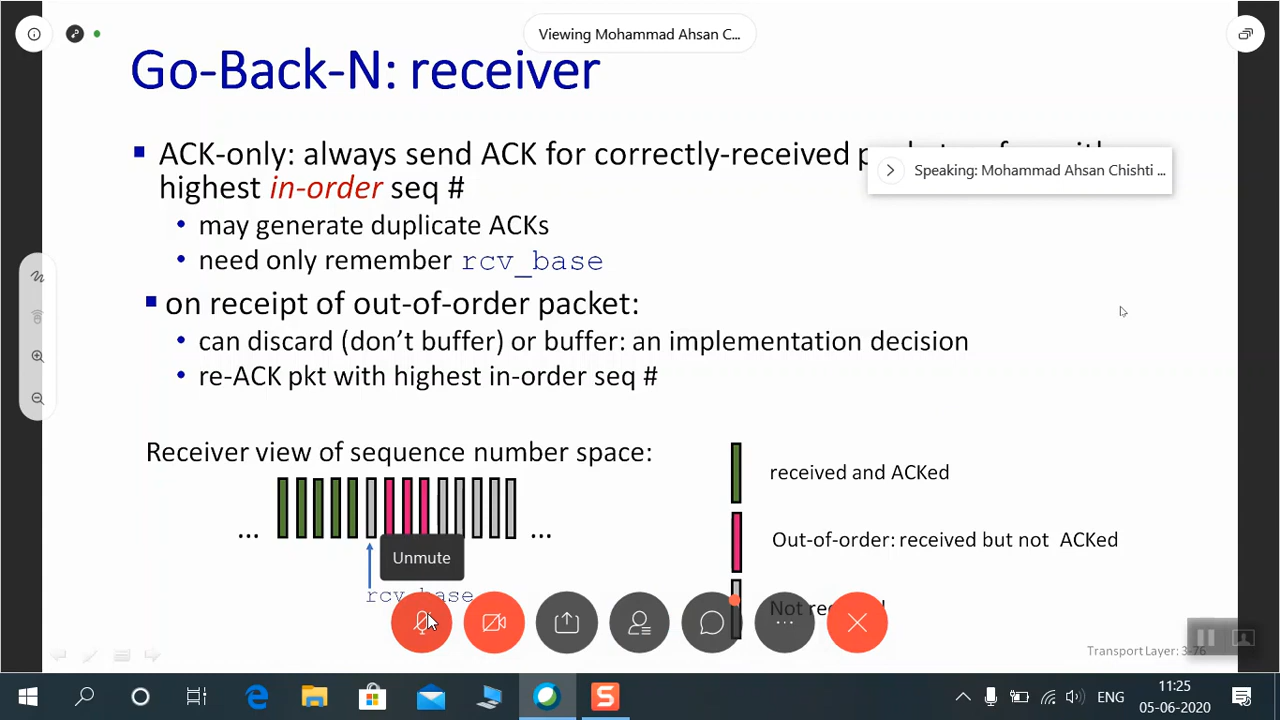 Viewing Mohammad Ahsan C...
Go-Back-N: receiver
▪ ACK-only: always send ACK for correctly-received
Speaking: Mohammad Ahsan Chishti ...
highest in-order seq #
• may generate duplicate ACKs
• need only remember rcv_base
▪ on receipt of out-of-order packet:
• can discard (don’t buffer) or buffer: an implementation decision
• re-ACK pkt with highest in-order seq #
Receiver view of sequence number space:
received and ACKed
... ...
Out-of-order: received but not ACKed
Unmute
rcv_base
Not
Transport Layer: 3-76
ENG
11:25
05-06-2020